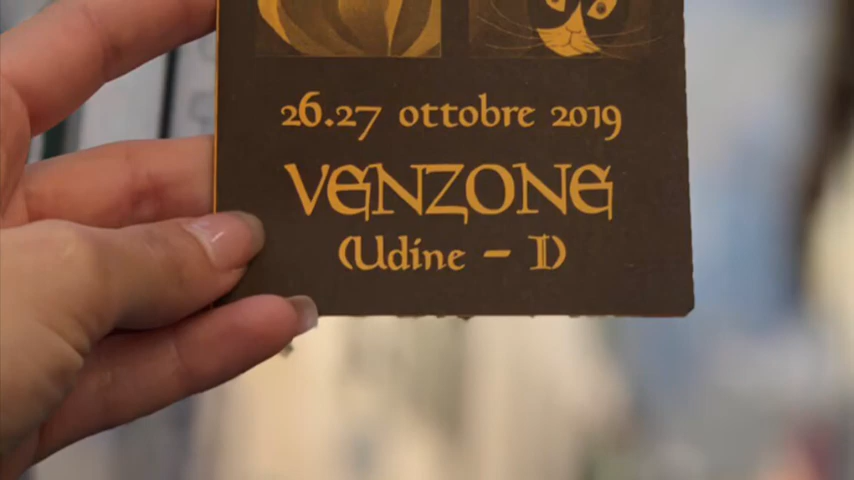 26.27 ottobre 2019
VENZONE
(Udine – I)